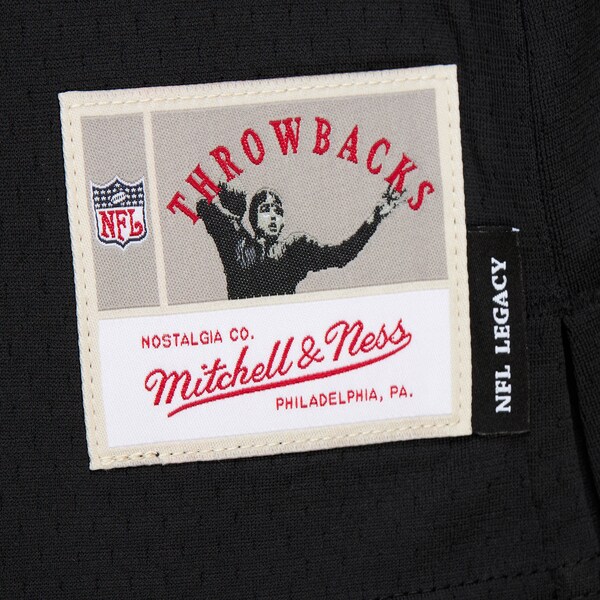 THROWBACKS
NFL
NOSTALGIA CO.
Mitchell & Ness
PHILADELPHIA, PA.
NFL LEGACY